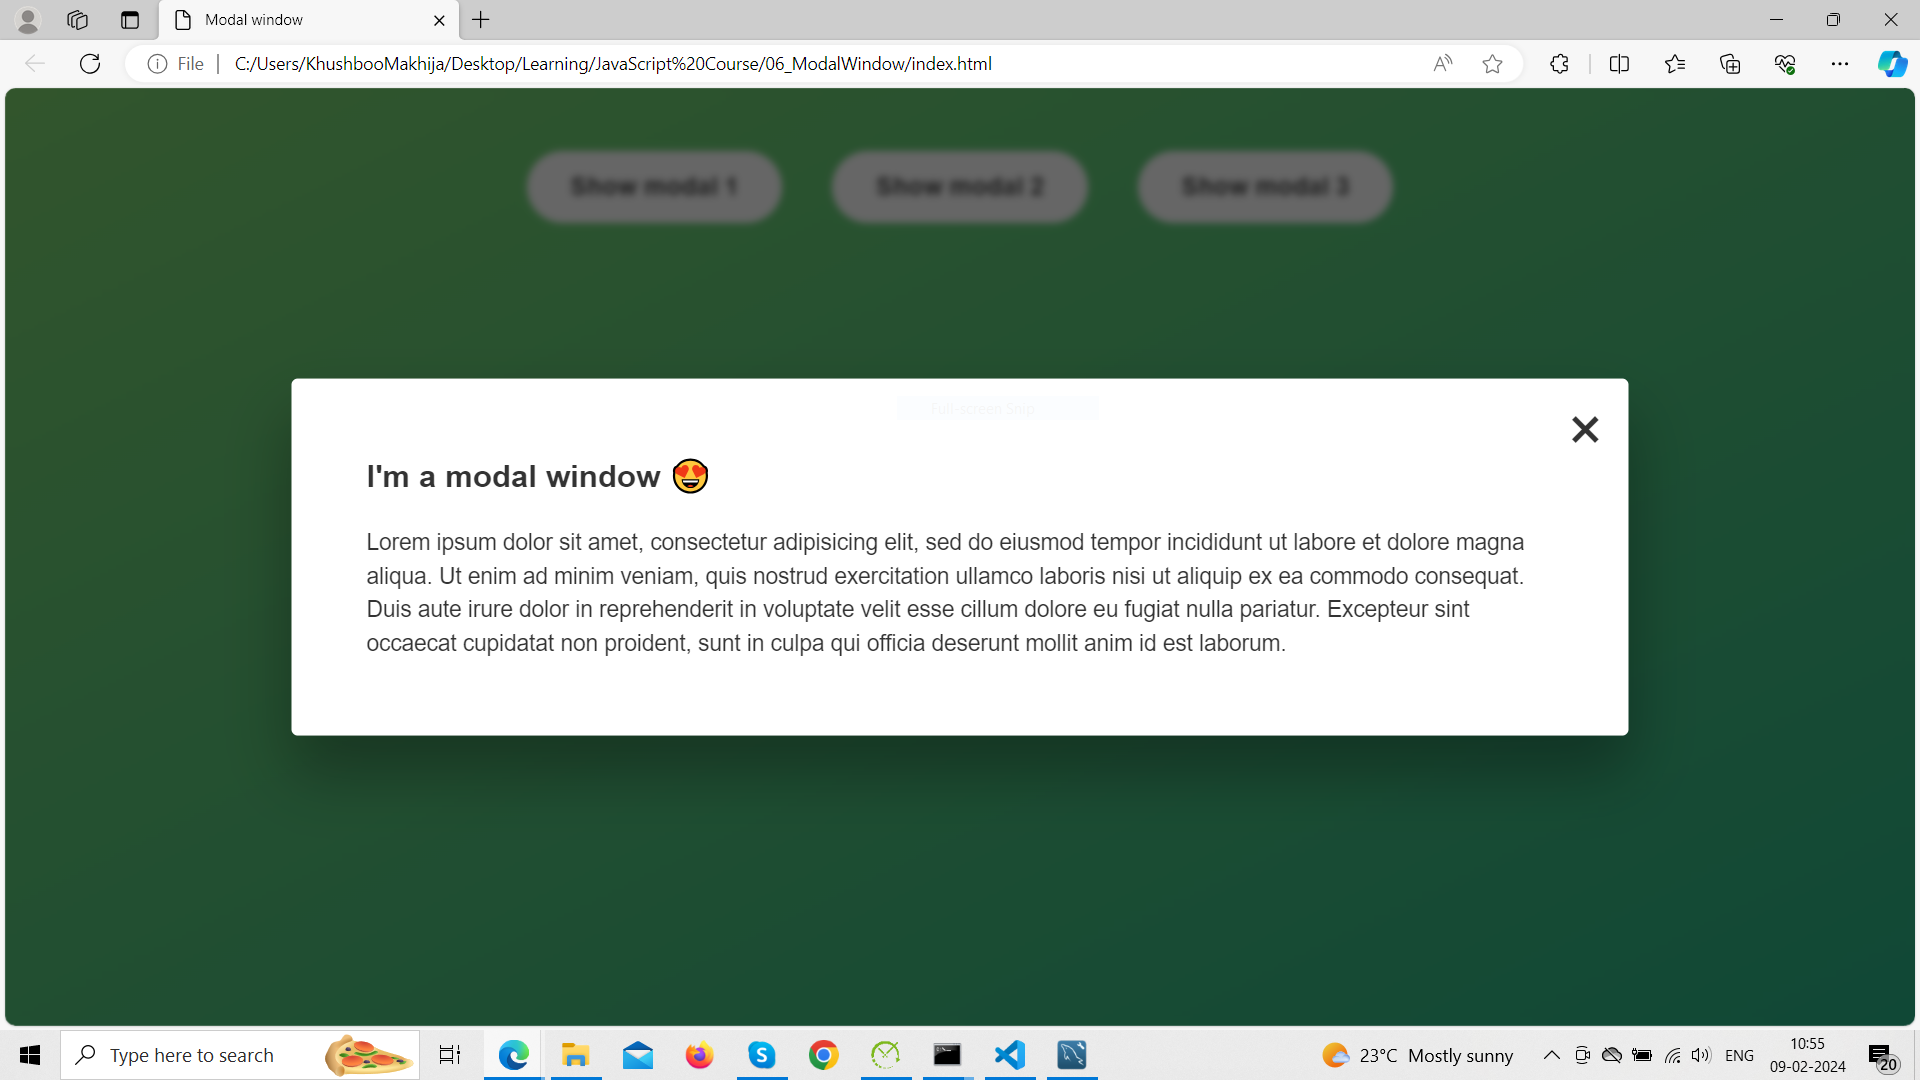 Modal window
File
C:/Users/KhushbooMakhija/Desktop/Learning/JavaScript%20Course/06_ModalWindow/index.html
Show modal 1
Show modal 2
Show modal 3
Full-screen Snip
I'm a modal window 😍
Lorem ipsum dolor sit amet, consectetur adipisicing elit, sed do eiusmod tempor incididunt ut labore et dolore magna
aliqua. Ut enim ad minim veniam, quis nostrud exercitation ullamco laboris nisi ut aliquip ex ea commodo consequat.
Duis aute irure dolor in reprehenderit in voluptate velit esse cillum dolore eu fugiat nulla pariatur. Excepteur sint
occaecat cupidatat non proident, sunt in culpa qui officia deserunt mollit anim id est laborum.
Type here to search
23°C Mostly sunny
ENG
10:55
09-02-2024
20